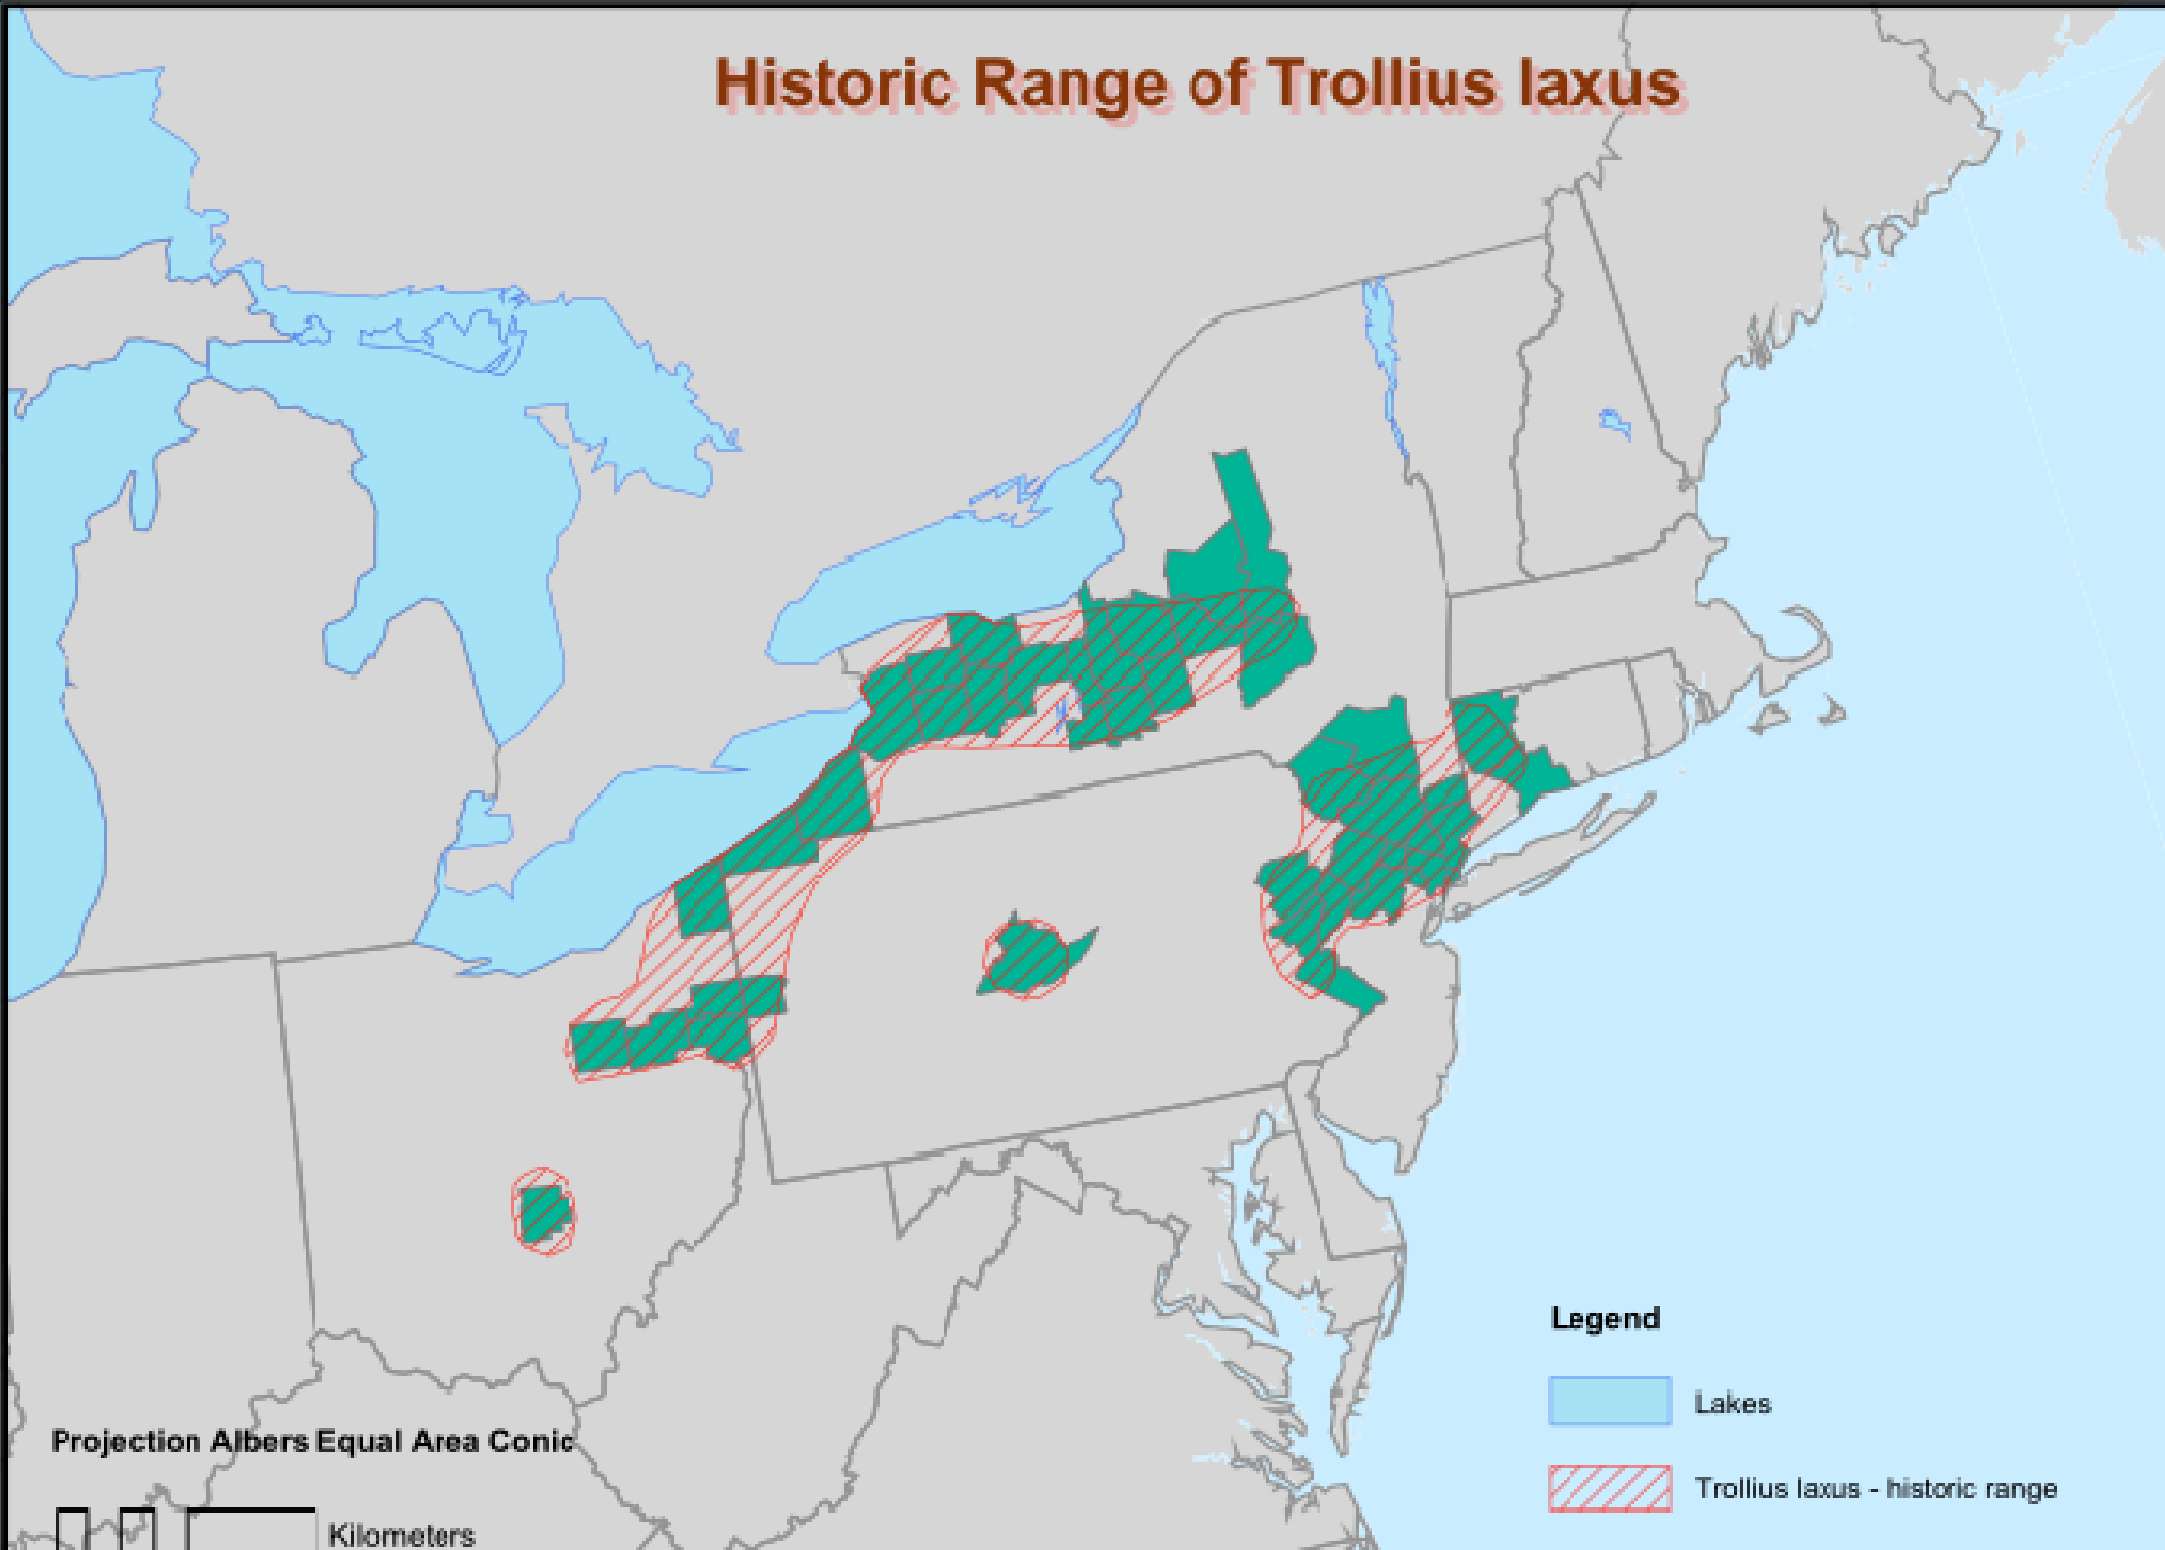 Historic Range of Trollius laxus
Legend
Lakes
Trollius laxus - historic range
Projection Albers Equal Area Conic
Kilometers